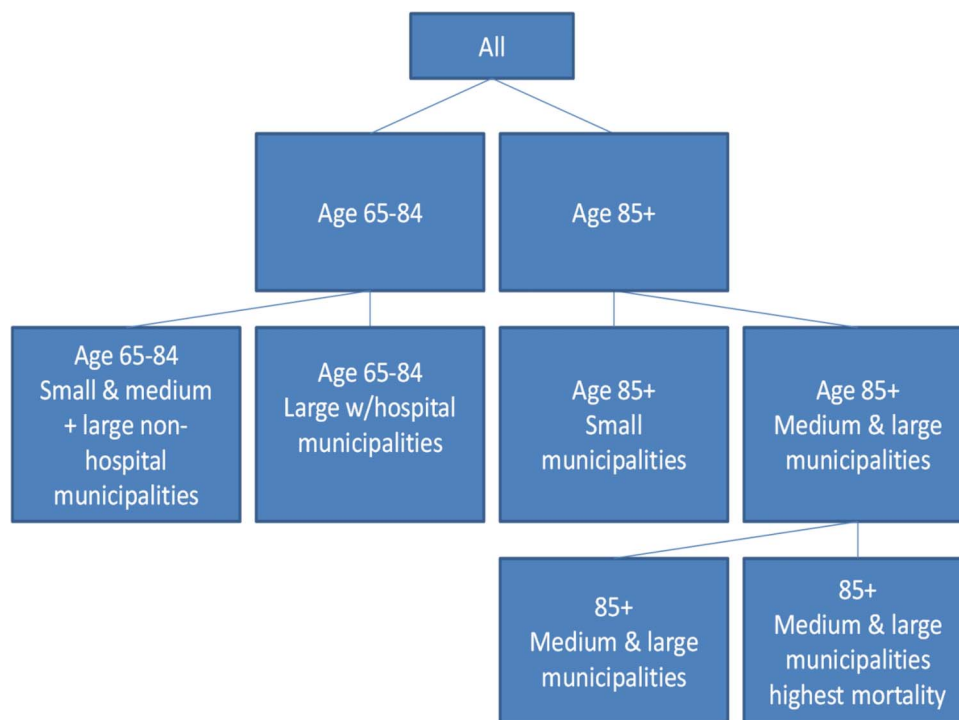 All
Age 65-84
Age 85+
Age 65-84
Small & medium
+ large non-
hospital
municipalities
Age 65-84
Large w/hospital
municipalities
Age 85+
Small
municipalities
Age 85+
Medium & large
municipalities
85+
Medium & large
municipalities
85+
Medium & large
municipalities
highest mortality